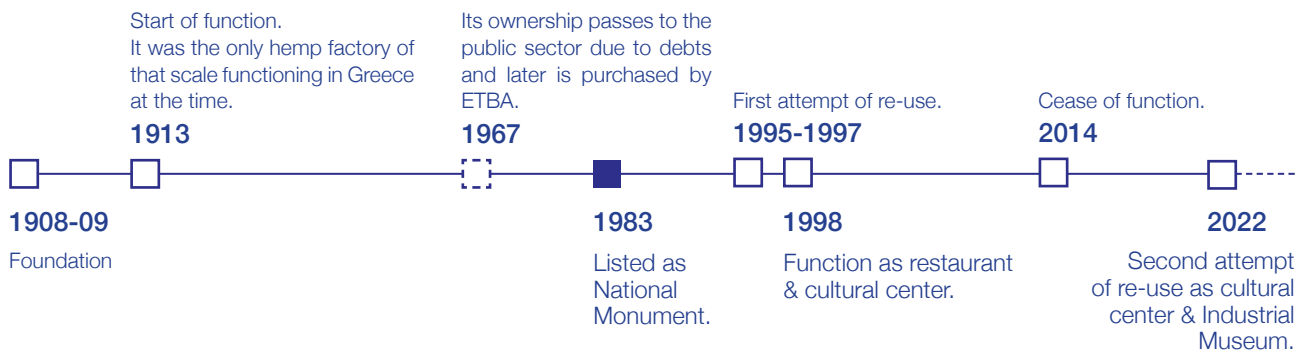 Start of function.
It was the only hemp factory of
that scale functioning in Greece
at the time.
1913
Its ownership passes to the
public sector due to debts
and later is purchased by
ETBA.
1967
First attempt of re-use.
1995-1997
Cease of function.
2014
1908-09
Foundation
1983
Listed as
National
Monument.
1998
Function as restaurant
& cultural center.
2022
Second attempt
of re-use as cultural
center & Industrial
Museum.